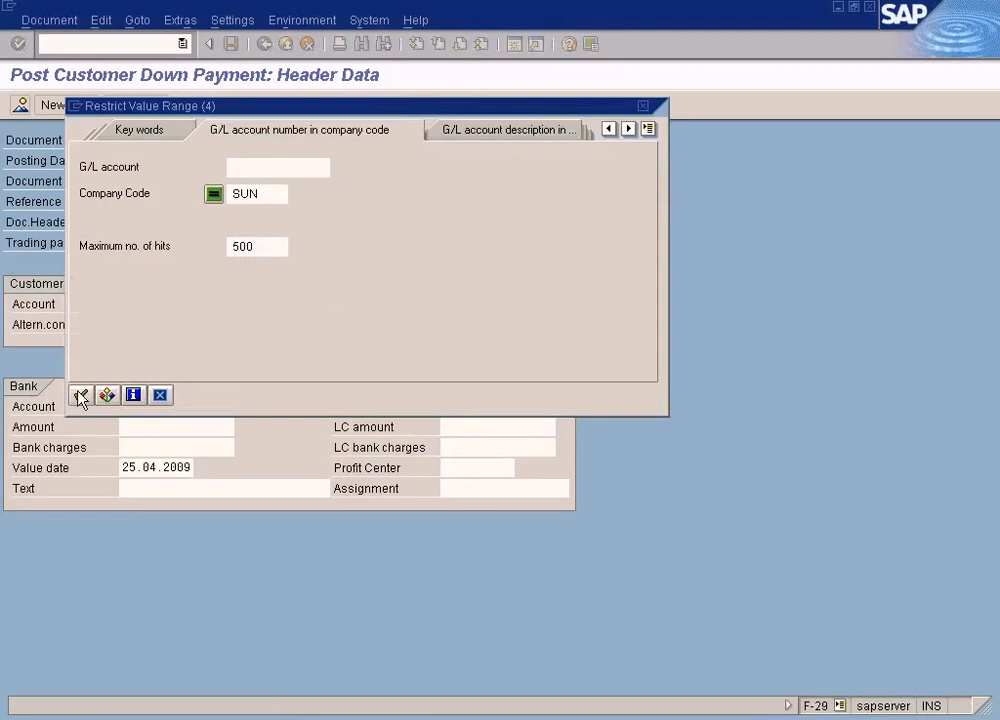 Document Edit Goto Extras Settings Environment System Help
SAP
Post Customer Down Payment: Header Data
New
Restrict Value Range (4)
Key words G/L account number in company code G/L account description in ...
Document
Posting Da
Document
Reference
Doc.Heade
Trading pa
G/L account
Company Code SUN
Maximum no. of hits 500
Customer
Account
Altern.con
Bank
Account
Amount LC amount
Bank charges LC bank charges
Value date 25.04.2009 Profit Center
Text Assignment
F-29 sapserver INS